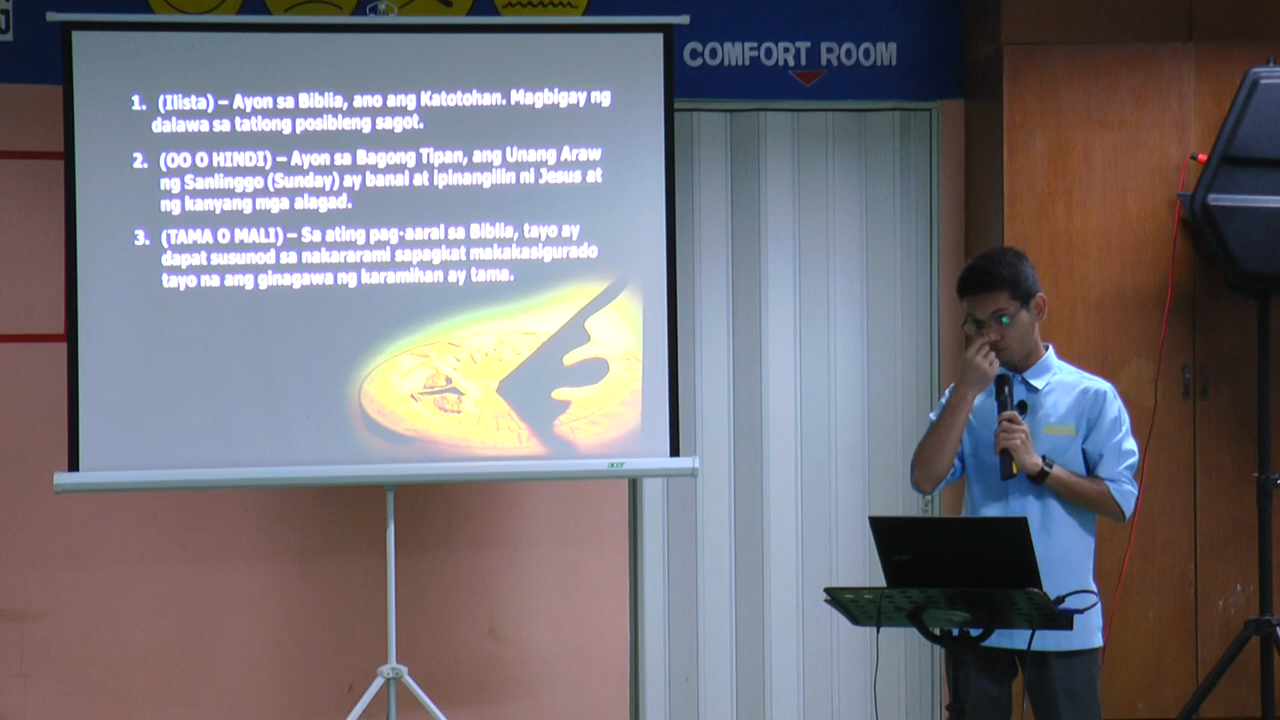 COMFORT ROOM
1. (Ilista) – Ayon sa Biblia, ano ang Katotohan. Magbigay ng
dalawa sa tatlong posibleng sagot.
2. (OO O HINDI) – Ayon sa Bagong Tipan, ang Unang Araw
ng Sanlinggo (Sunday) ay banal at ipinangilin ni Jesus at
ng kanyang mga alagad.
3. (TAMA O MALI) – Sa ating pag-aaral sa Biblia, tayo ay
dapat susunod sa nakararami sapagkat makakasigurado
tayo na ang ginagawa ng karamihan ay tama.
acer